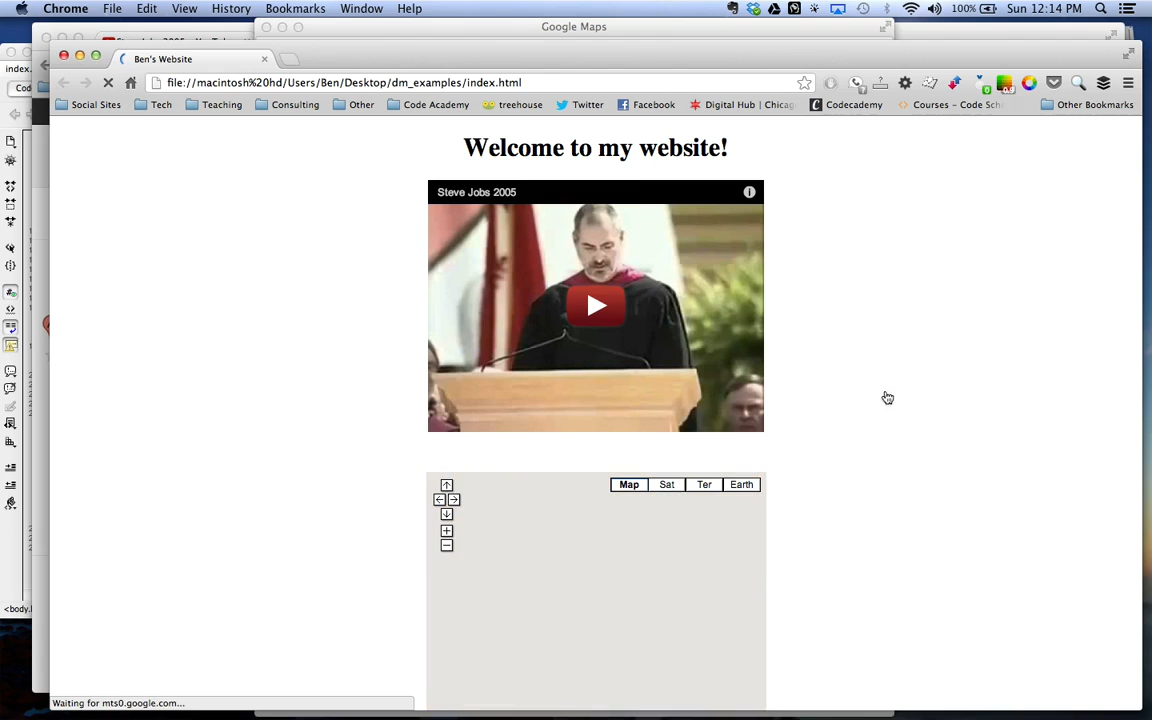 Chrome File Edit View History Bookmarks Window Help 100% Sun 12:14 PM
Google Maps
Ben's Website
index.
file://macintosh%20hd/Users/Ben/Desktop/dm_examples/index.html
Social Sites Tech Teaching Consulting Other Code Academy treehouse Twitter Facebook Digital Hub | Chicag Codecademy Courses - Code Sch Other Bookmarks
Welcome to my website!
Steve Jobs 2005
Map Sat Ter Earth
<body.
Waiting for mts0.google.com...